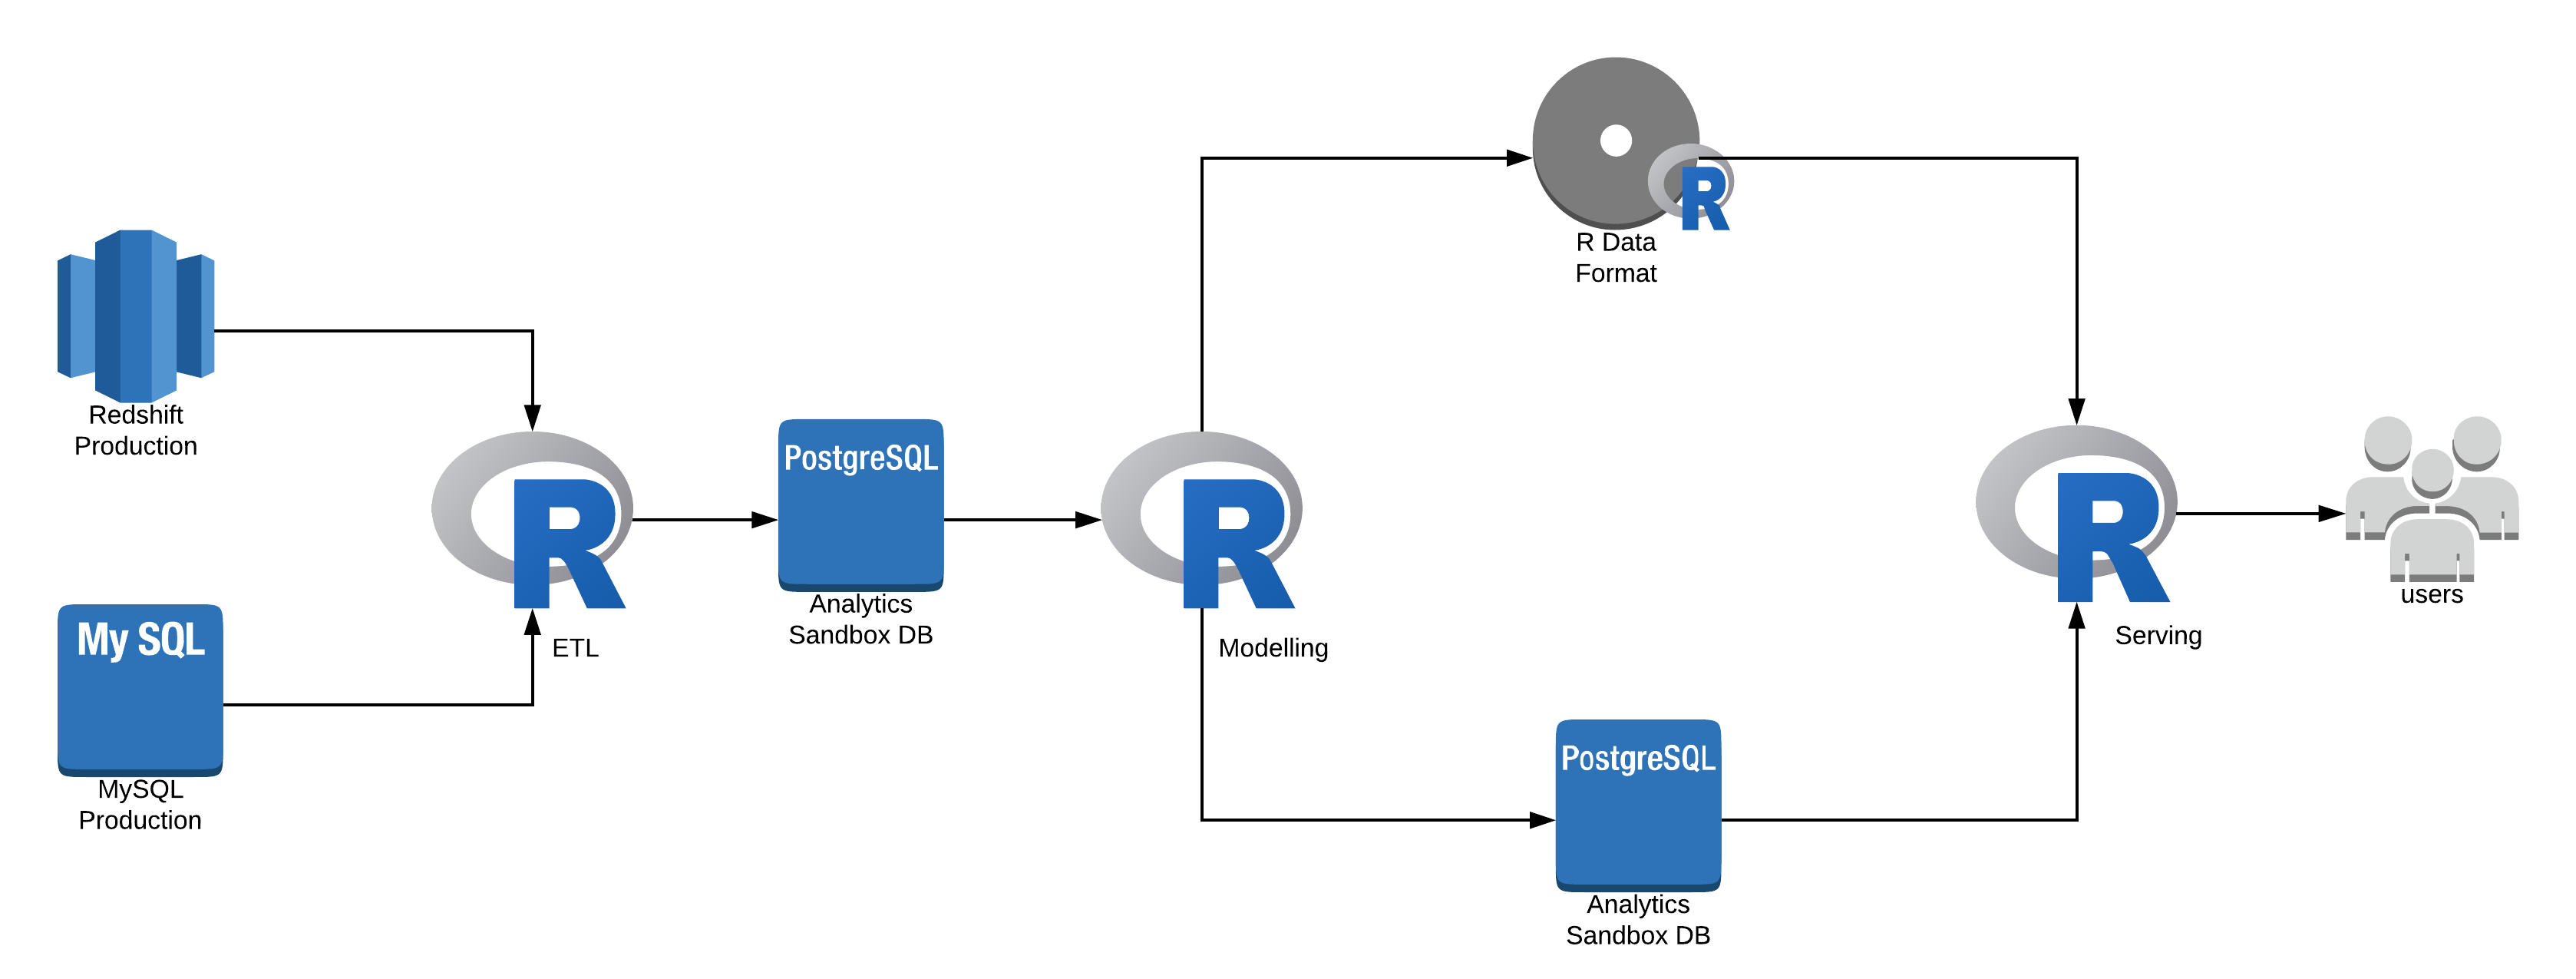 R
R Data
Format
Redshift
Production
R
ETL
PostgreSQL
Analytics
Sandbox DB
R
Modelling
R
Serving
users
My SQL
MySQL
Production
PostgreSQL
Analytics
Sandbox DB